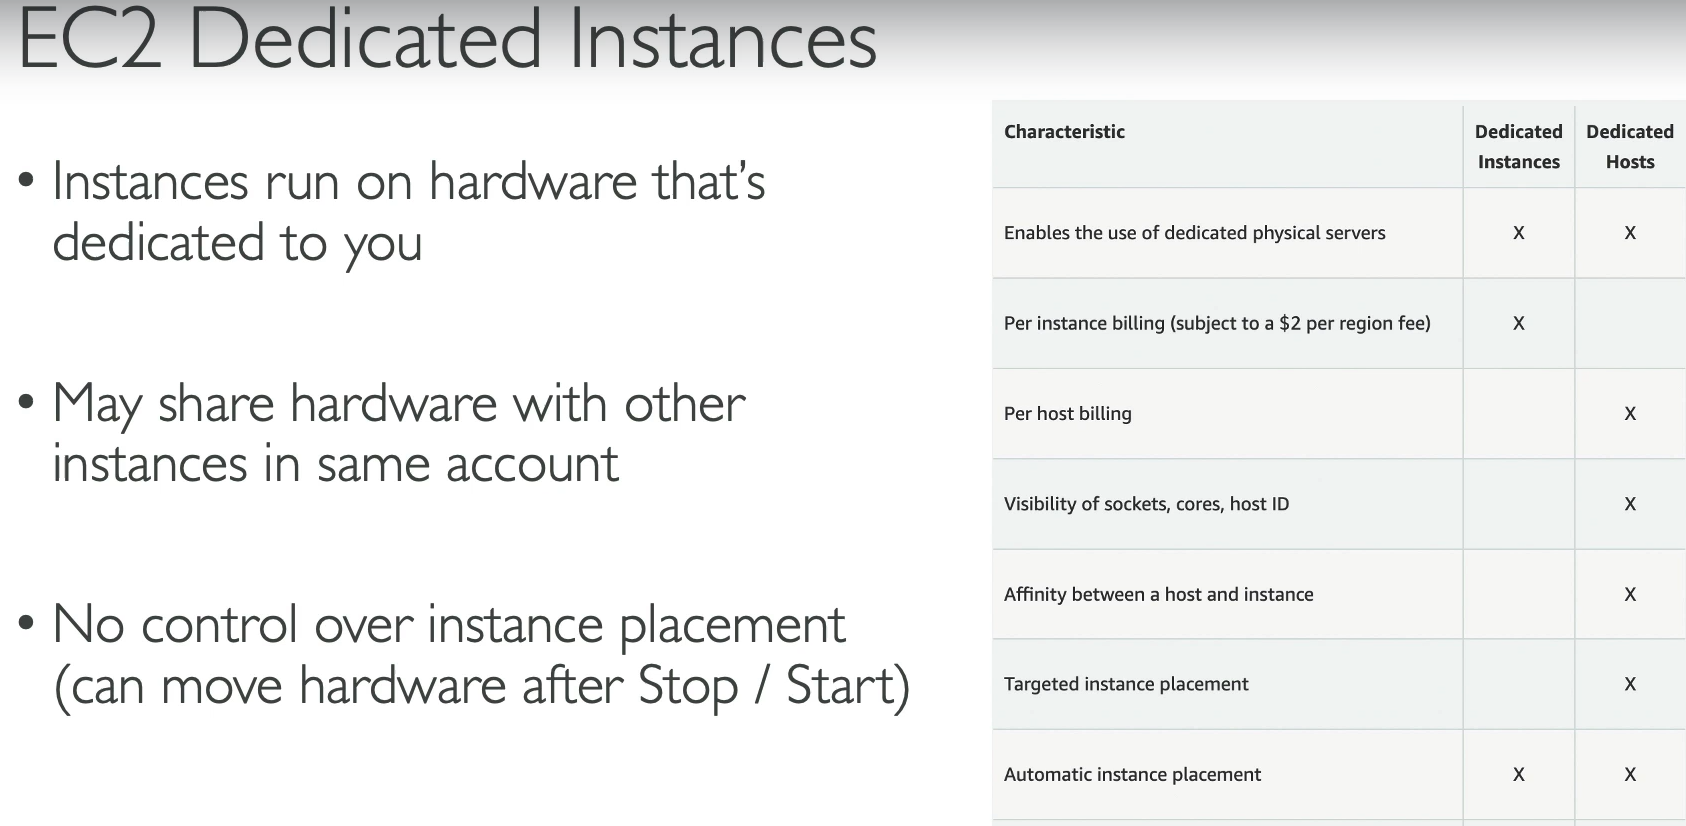 EC2 Dedicated Instances
• Instances run on hardware that’s
dedicated to you
• May share hardware with other
instances in same account
• No control over instance placement
(can move hardware after Stop / Start)
Characteristic Dedicated Instances Dedicated Hosts
Enables the use of dedicated physical servers X X
Per instance billing (subject to a $2 per region fee) X
Per host billing X
Visibility of sockets, cores, host ID X
Affinity between a host and instance X
Targeted instance placement X
Automatic instance placement X X